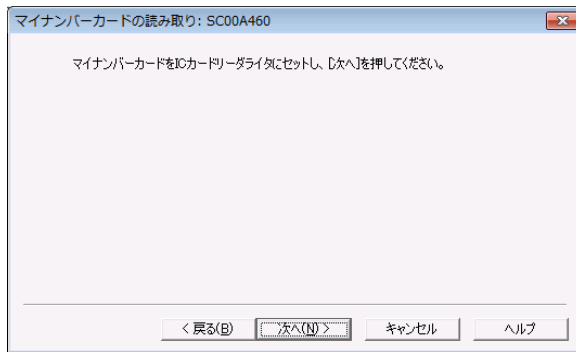 マイナンバーカードの読み取り: SC00A460
マイナンバーカードをICカードリーダライタにセットし、[次へ]を押してください。
< 戻る(B)
次へ(N) >
キャンセル
ヘルプ